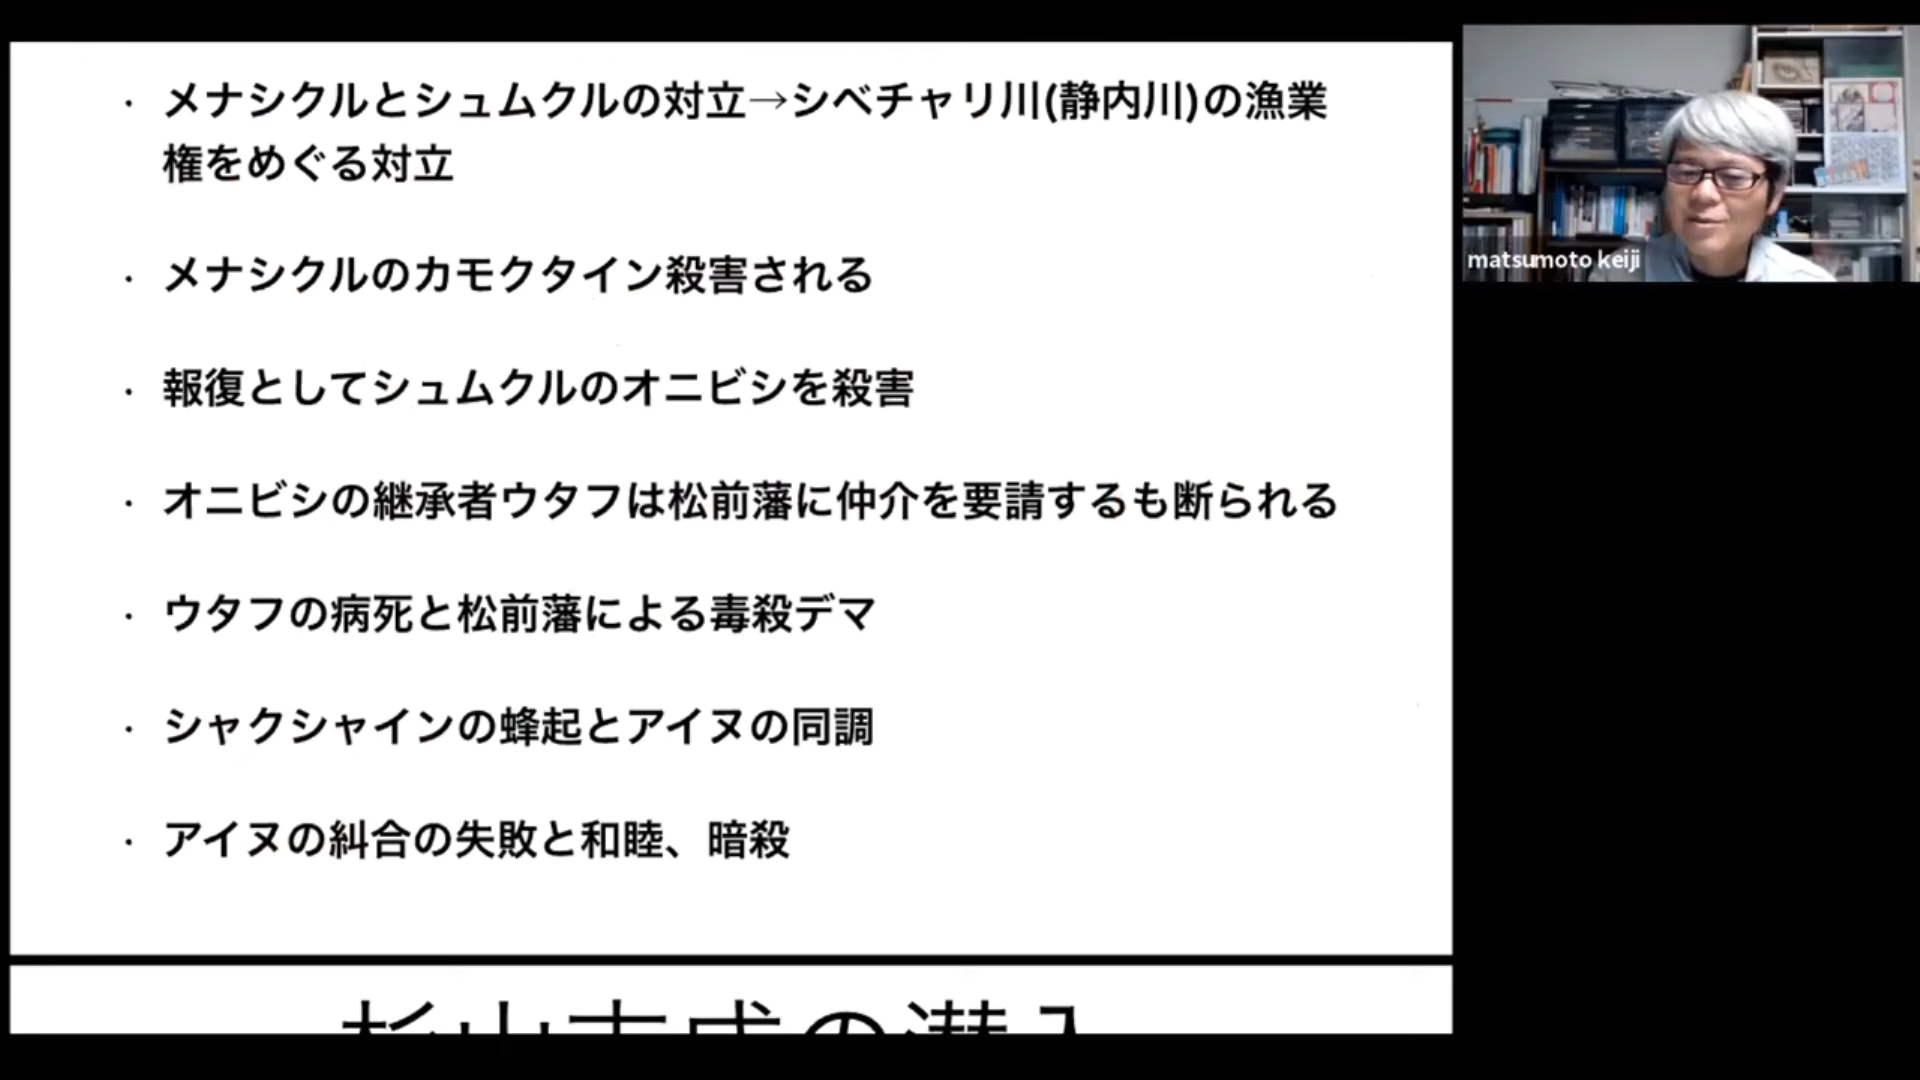 ・ メナシクルとシュムクルの対立→シベチャリ川(静内川)の漁業
権をめぐる対立
・ メナシクルのカモクタイン殺害される
・ 報復としてシュムクルのオニビシを殺害
・ オニビシの継承者ウタフは松前藩に仲介を要請するも断られる
・ ウタフの病死と松前藩による毒殺デマ
・ シャクシャインの蜂起とアイヌの同調
・ アイヌの糾合の失敗と和睦、暗殺
matsumoto keiji